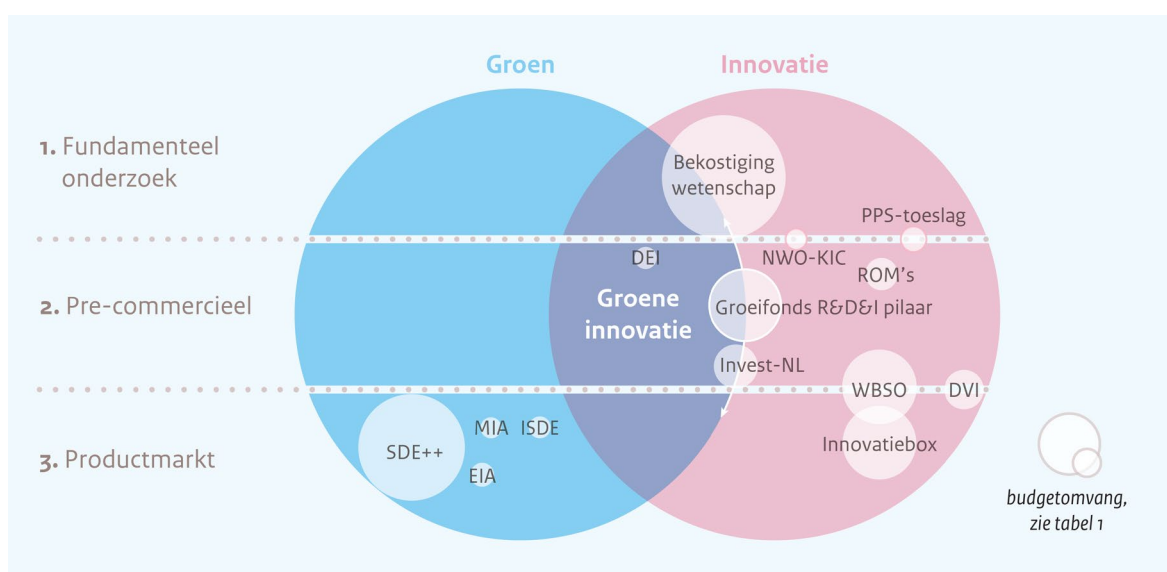 Groen
Innovatie
1. Fundamenteel
onderzoek
Bekostiging
wetenschap
PPS-toeslag
DEI
NWO-KIC
ROM's
2. Pre-commercieel
Groene
innovatie
Groeifonds R&D&I pilaar
Invest-NL
WBSO
DVI
MIA
ISDE
SDE++
EIA
3. Productmarkt
Innovatiebox
budgetomvang,
zie tabel 1